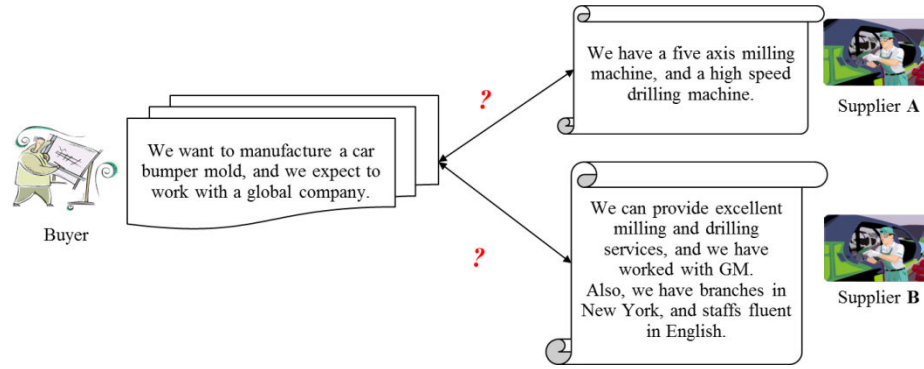 We want to manufacture a car
bumper mold, and we expect to
work with a global company.
Buyer
?
?
We have a five axis milling
machine, and a high speed
drilling machine.
Supplier A
We can provide excellent
milling and drilling
services, and we have
worked with GM.
Also, we have branches in
New York, and staffs fluent
in English.
Supplier B